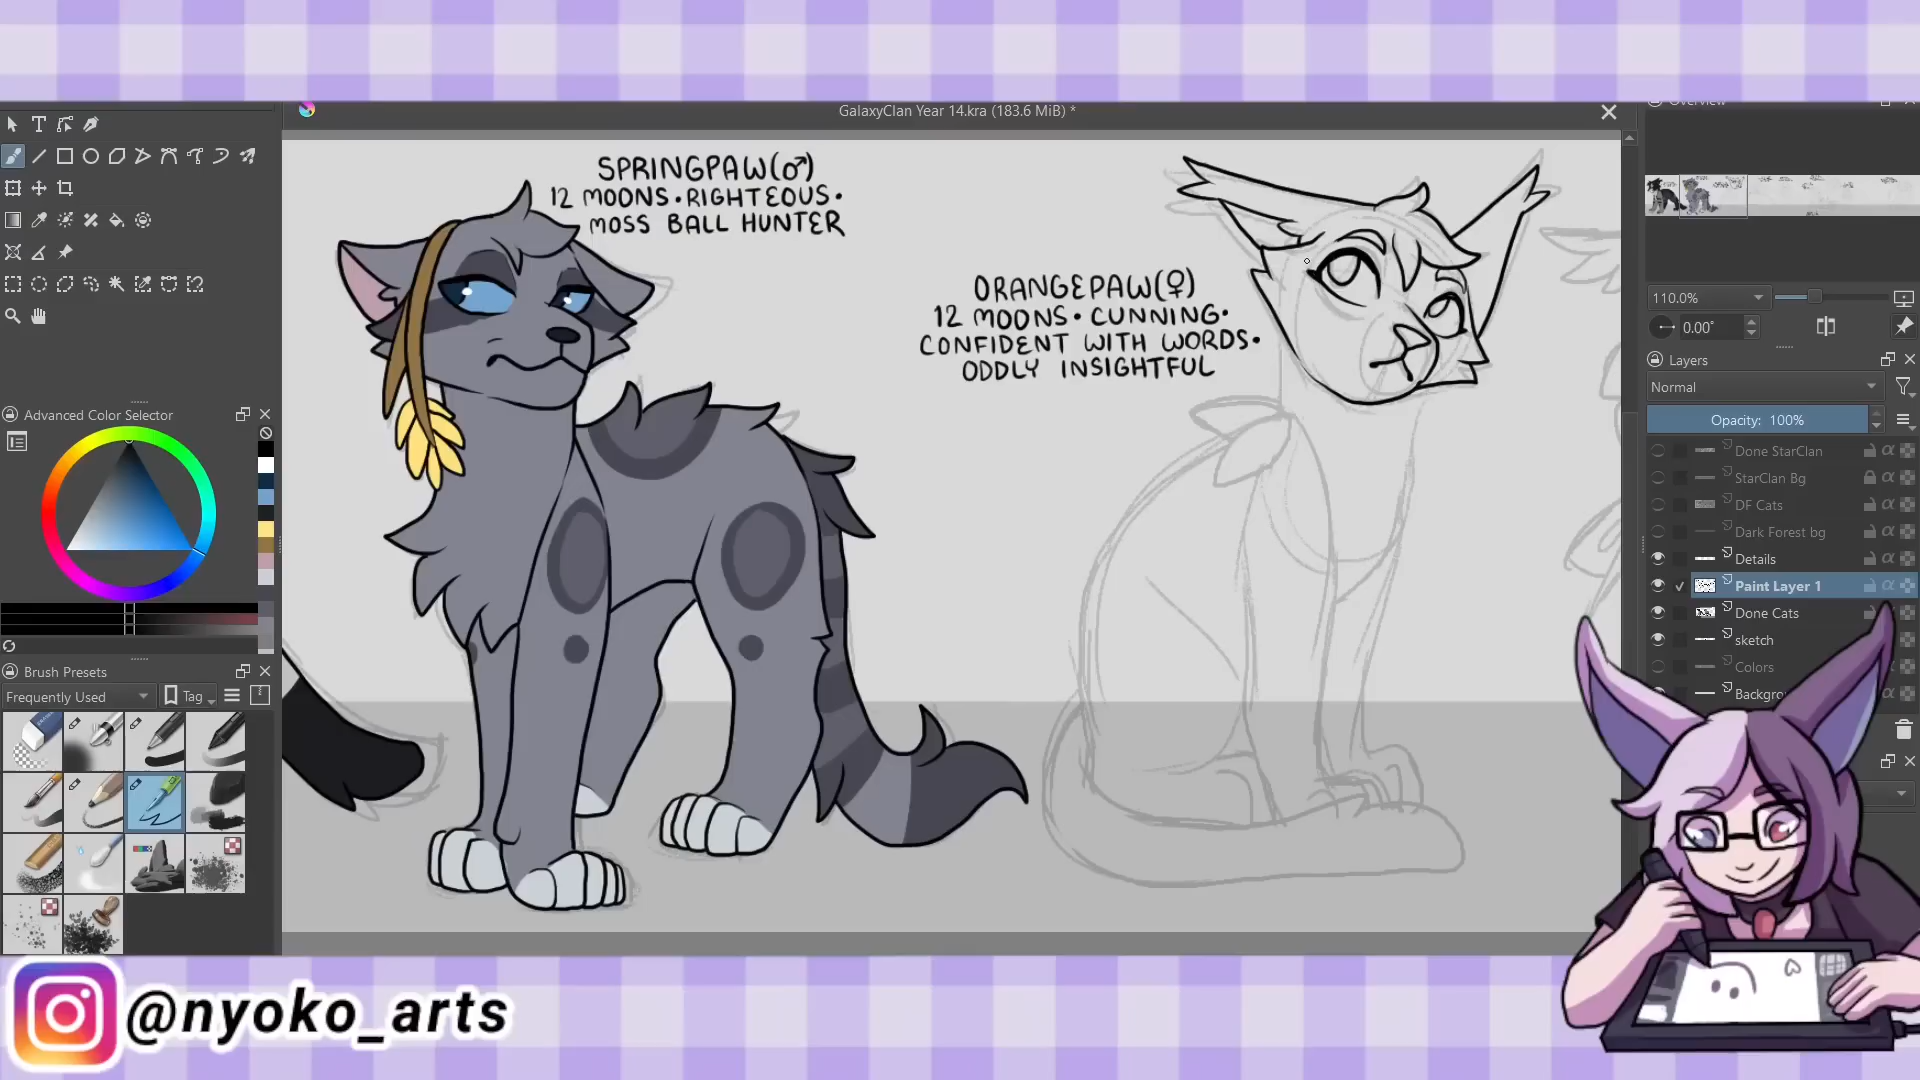 Overview
GalaxyClan Year 14.kra (183.6 MiB) *
SPRINGPAW(♂)
12 MOONS•RIGHTEOUS•
MOSS BALL HUNTER
ORANGEPAW(♀)
12 MOONS• CUNNING•
CONFIDENT WITH WORDS•
ODDLY INSIGHTFUL
110.0%
0.00°
Layers
Normal
Opacity: 100%
Done StarClan
StarClan Bg
DF Cats
Dark Forest bg
Details
Paint Layer 1
Done Cats
sketch
Colors
Backgrou
Advanced Color Selector
Brush Presets
Frequently Used
Tag
@nyoko_arts